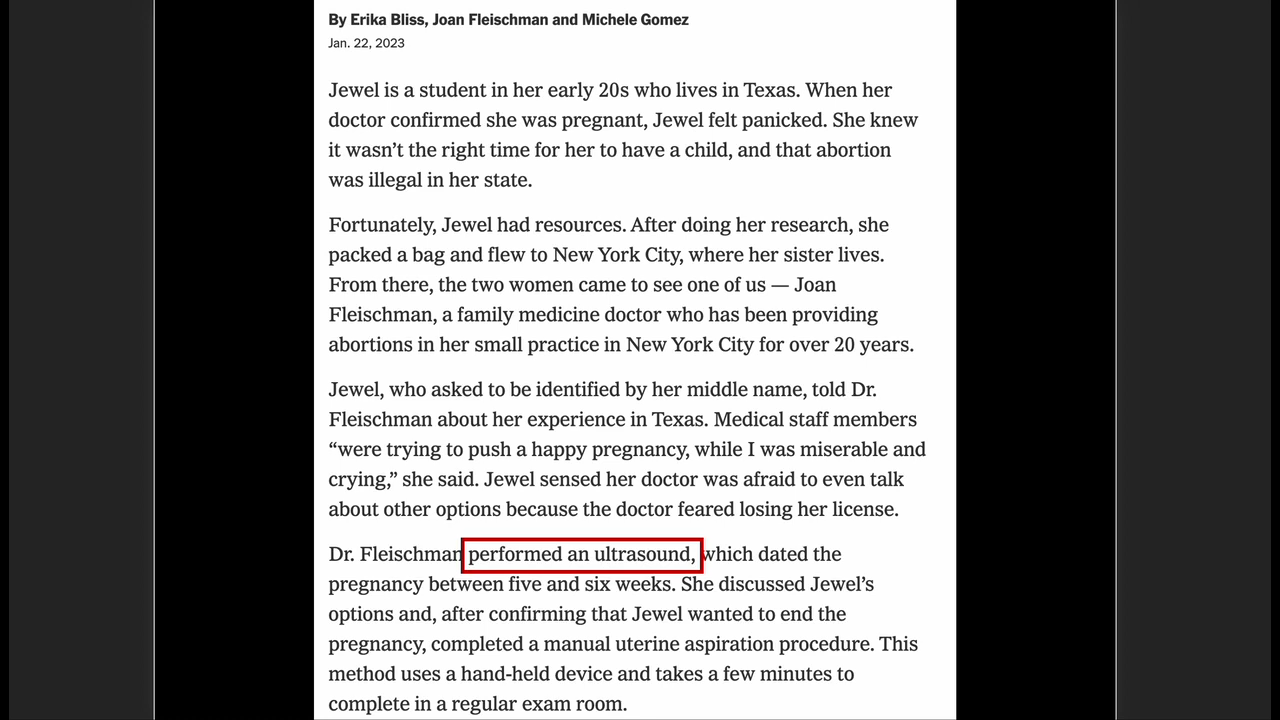 By Erika Bliss, Joan Fleischman and Michele Gomez
Jan. 22, 2023
Jewel is a student in her early 20s who lives in Texas. When her
doctor confirmed she was pregnant, Jewel felt panicked. She knew
it wasn’t the right time for her to have a child, and that abortion
was illegal in her state.
Fortunately, Jewel had resources. After doing her research, she
packed a bag and flew to New York City, where her sister lives.
From there, the two women came to see one of us — Joan
Fleischman, a family medicine doctor who has been providing
abortions in her small practice in New York City for over 20 years.
Jewel, who asked to be identified by her middle name, told Dr.
Fleischman about her experience in Texas. Medical staff members
“were trying to push a happy pregnancy, while I was miserable and
crying,” she said. Jewel sensed her doctor was afraid to even talk
about other options because the doctor feared losing her license.
Dr. Fleischman performed an ultrasound, which dated the
pregnancy between five and six weeks. She discussed Jewel’s
options and, after confirming that Jewel wanted to end the
pregnancy, completed a manual uterine aspiration procedure. This
method uses a hand-held device and takes a few minutes to
complete in a regular exam room.